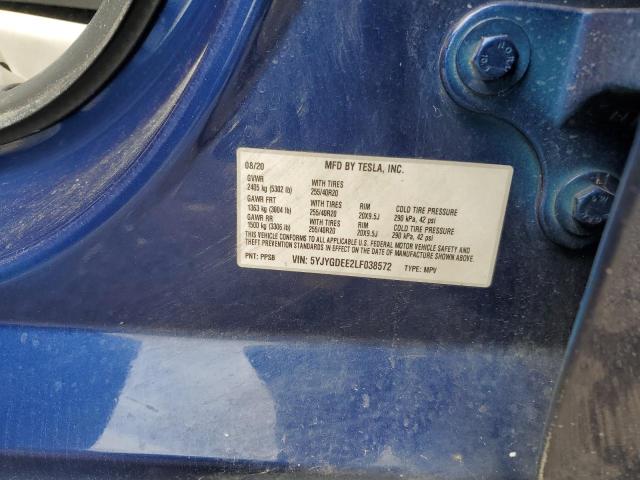 08/20 MFD BY TESLA, INC.
GVWR
2405 kg (5302 lb) WITH TIRES 255/40R20
GAWR FRT
1363 kg (3004 lb) WITH TIRES 255/40R20 RIM 20X9.5J COLD TIRE PRESSURE 290 kPa, 42 psi
GAWR RR
1500 kg (3306 lb) WITH TIRES 255/40R20 RIM 20X9.5J COLD TIRE PRESSURE 290 kPa, 42 psi
THIS VEHICLE CONFORMS TO ALL APPLICABLE U.S. FEDERAL MOTOR VEHICLE SAFETY AND
THEFT PREVENTION STANDARDS IN EFFECT ON THE DATE OF MANUFACTURE SHOWN ABOVE.
PNT: PPSB VIN: 5YJYGDEE2LF038572 TYPE: MPV